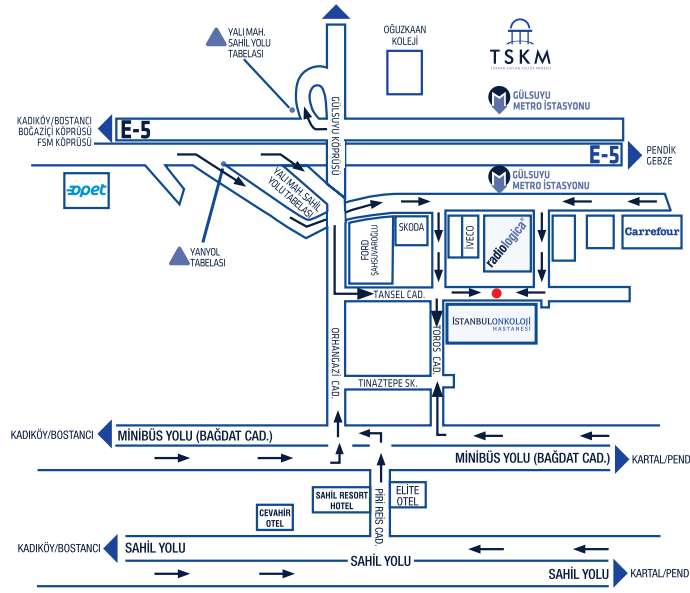 YALI MAH.
SAHİL YOLU
TABELASI
OĞUZKAAN
KOLEJİ
TSKM
GÜLSUYU
METRO İSTASYONU
KADIKÖY/BOSTANCI
BOĞAZİÇİ KÖPRÜSÜ
FSM KÖPRÜSÜ
E-5
GÜLSUYU KÖPRÜSÜ
E-5
PENDİK
GEBZE
opet
YALI MAH. SAHİL
YOLU TABELASI
GÜLSUYU
METRO İSTASYONU
YANYOL
TABELASI
FORD
ŞAHSUVAROĞLU
SKODA
İVECO
radiologica
Carrefour
TANSEL CAD.
İSTANBULONKOLOJİ
HASTANESİ
ORHANGAZİ CAD.
TOROS CAD.
TINAZTEPE SK.
KADIKÖY/BOSTANCI
MİNİBÜS YOLU (BAĞDAT CAD.)
MİNİBÜS YOLU (BAĞDAT CAD.)
KARTAL/PEND
SAHİL RESORT
HOTEL
ELİTE
OTEL
PİRİ REİS CAD.
CEVAHİR
OTEL
KADIKÖY/BOSTANCI
SAHİL YOLU
SAHİL YOLU
SAHİL YOLU
KARTAL/PEND